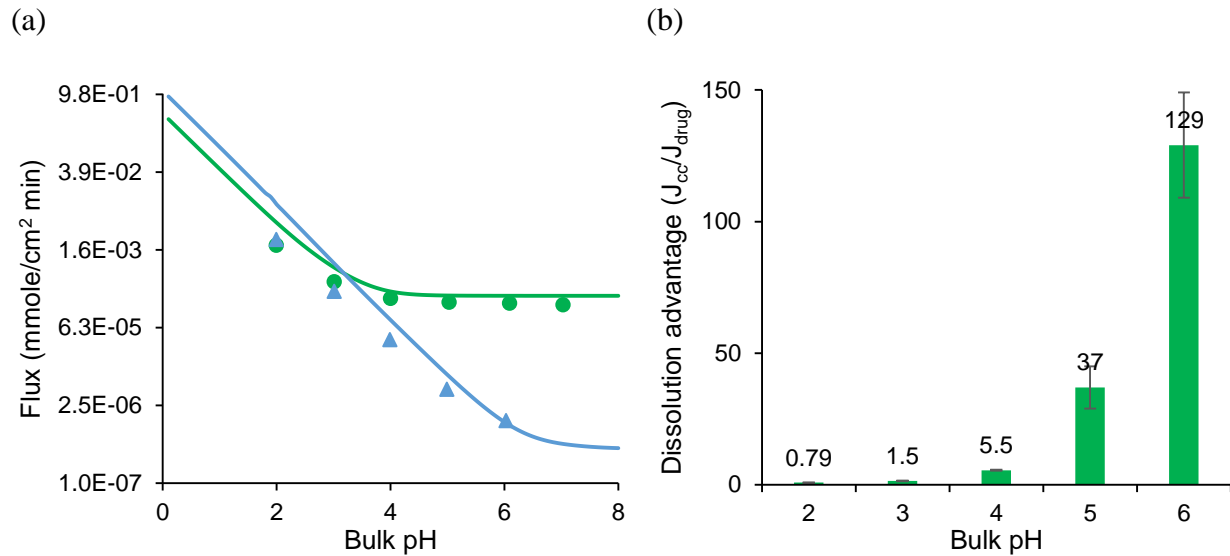 (a)
Flux (mmole/cm² min)
9.8E-01
3.9E-02
1.6E-03
6.3E-05
2.5E-06
1.0E-07
0 2 4 6 8
Bulk pH
(b)
Dissolution advantage (J_cc/J_drug)
150
100
50
0
0.79
1.5
5.5
37
129
2 3 4 5 6
Bulk pH